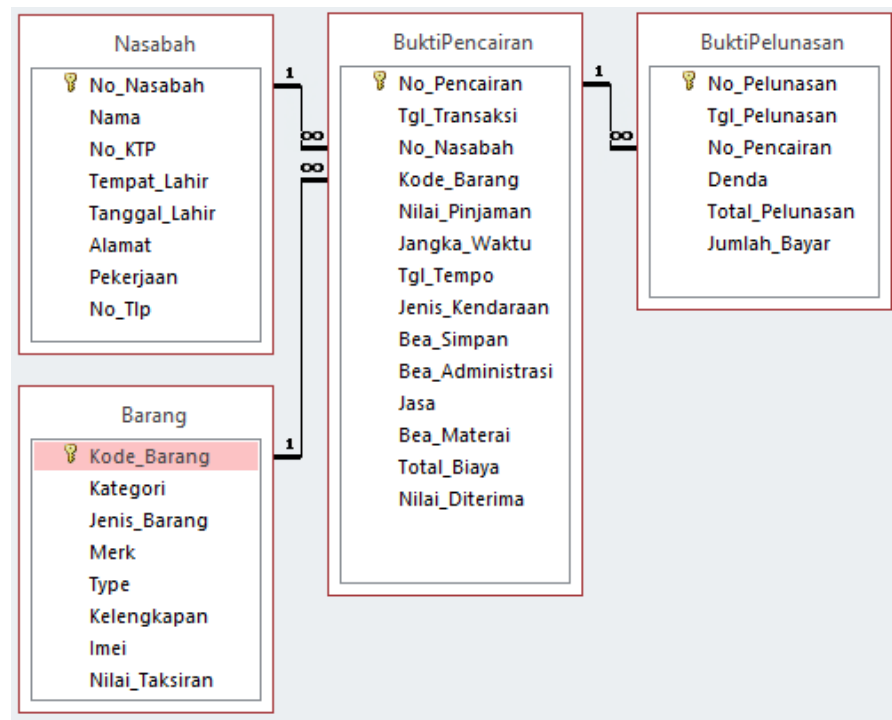 Nasabah
No_Nasabah
Nama
No_KTP
Tempat_Lahir
Tanggal_Lahir
Alamat
Pekerjaan
No_Tlp
1
∞
∞
BuktiPencairan
No_Pencairan
Tgl_Transaksi
No_Nasabah
Kode_Barang
Nilai_Pinjaman
Jangka_Waktu
Tgl_Tempo
Jenis_Kendaraan
Bea_Simpan
Bea_Administrasi
Jasa
Bea_Materai
Total_Biaya
Nilai_Diterima
1
∞
BuktiPelunasan
No_Pelunasan
Tgl_Pelunasan
No_Pencairan
Denda
Total_Pelunasan
Jumlah_Bayar
Barang
Kode_Barang
Kategori
Jenis_Barang
Merk
Type
Kelengkapan
Imei
Nilai_Taksiran
1